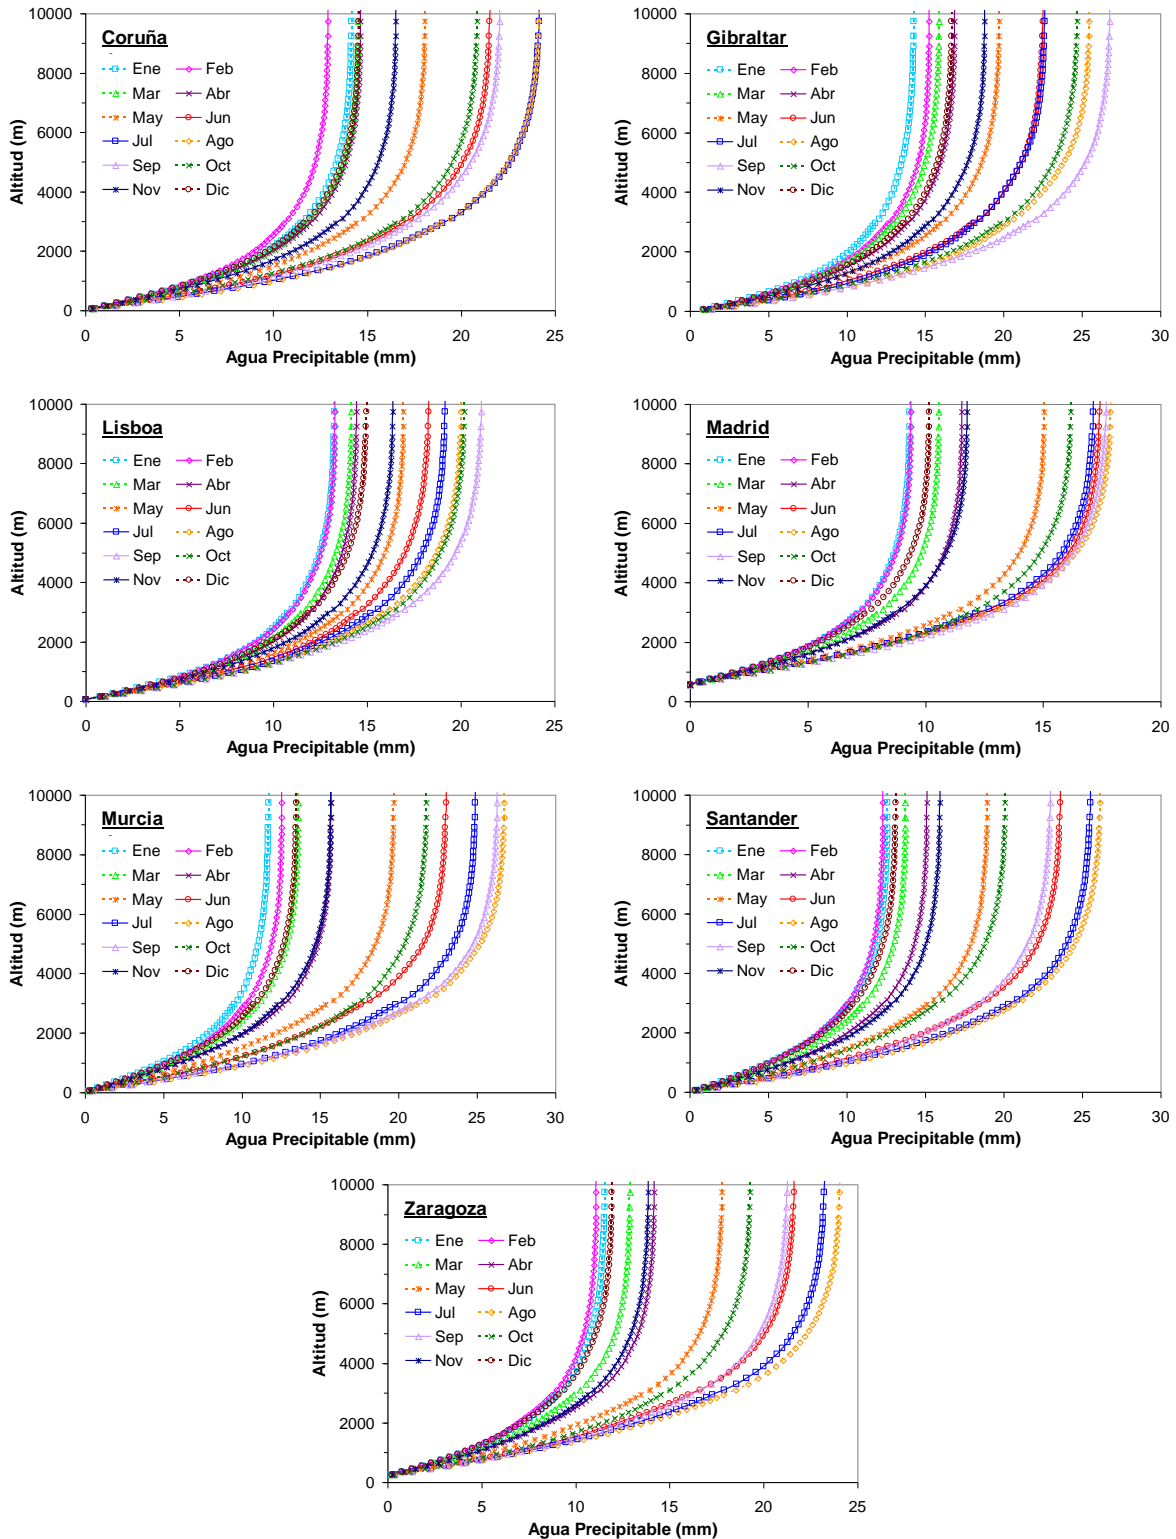 Coruña
Ene Feb
Mar Abr
May Jun
Jul Ago
Sep Oct
Nov Dic
10000
8000
6000
4000
2000
0
Altitud (m)
0 5 10 15 20 25
Agua Precipitable (mm)
Gibraltar
Ene Feb
Mar Abr
May Jun
Jul Ago
Sep Oct
Nov Dic
10000
8000
6000
4000
2000
0
Altitud (m)
0 5 10 15 20 25 30
Agua Precipitable (mm)
Lisboa
Ene Feb
Mar Abr
May Jun
Jul Ago
Sep Oct
Nov Dic
10000
8000
6000
4000
2000
0
Altitud (m)
0 5 10 15 20 25
Agua Precipitable (mm)
Madrid
Ene Feb
Mar Abr
May Jun
Jul Ago
Sep Oct
Nov Dic
10000
8000
6000
4000
2000
0
Altitud (m)
0 5 10 15 20
Agua Precipitable (mm)
Murcia
Ene Feb
Mar Abr
May Jun
Jul Ago
Sep Oct
Nov Dic
10000
8000
6000
4000
2000
0
Altitud (m)
0 5 10 15 20 25 30
Agua Precipitable (mm)
Santander
Ene Feb
Mar Abr
May Jun
Jul Ago
Sep Oct
Nov Dic
10000
8000
6000
4000
2000
0
Altitud (m)
0 5 10 15 20 25 30
Agua Precipitable (mm)
Zaragoza
Ene Feb
Mar Abr
May Jun
Jul Ago
Sep Oct
Nov Dic
10000
8000
6000
4000
2000
0
Altitud (m)
0 5 10 15 20 25
Agua Precipitable (mm)